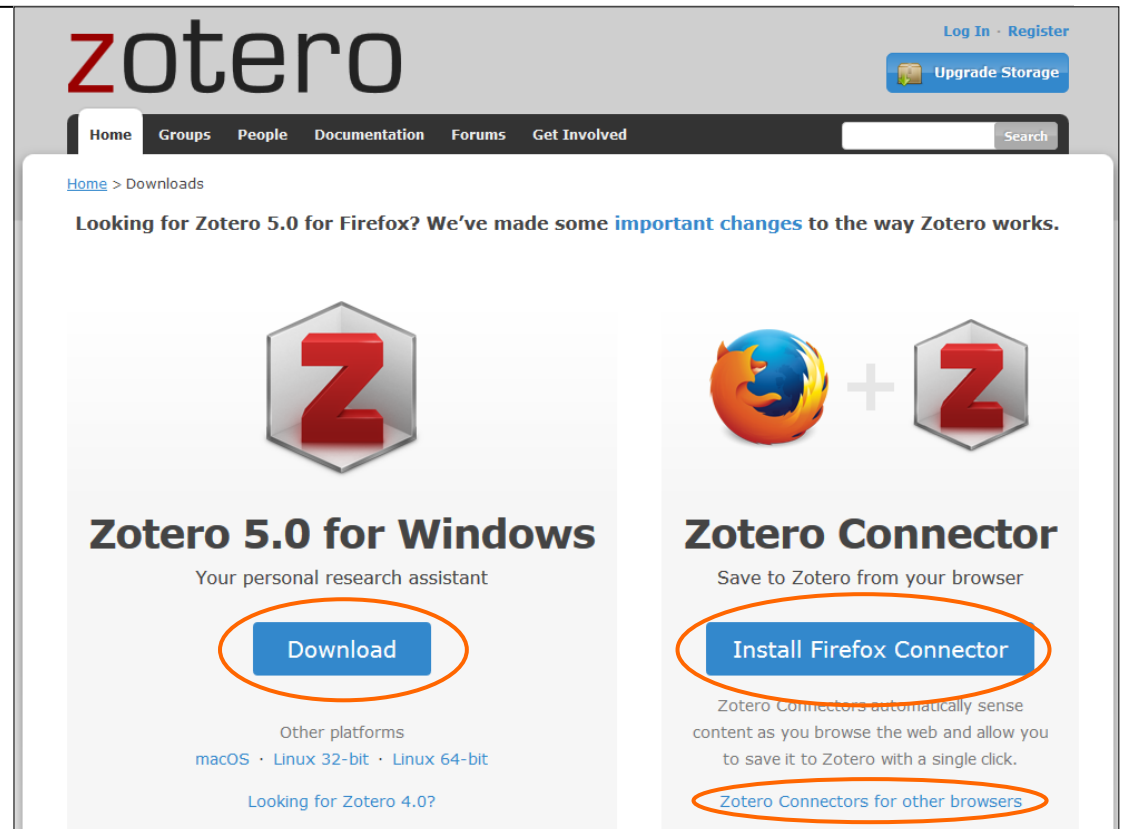 zotero
Log In · Register
Upgrade Storage
Home Groups People Documentation Forums Get Involved
Search
Home > Downloads
Looking for Zotero 5.0 for Firefox? We've made some important changes to the way Zotero works.
Z
Z
Zotero 5.0 for Windows
Your personal research assistant
Download
Other platforms
macOS · Linux 32-bit · Linux 64-bit
Looking for Zotero 4.0?
Zotero Connector
Save to Zotero from your browser
Install Firefox Connector
Zotero Connectors automatically sense
content as you browse the web and allow you
to save it to Zotero with a single click.
Zotero Connectors for other browsers